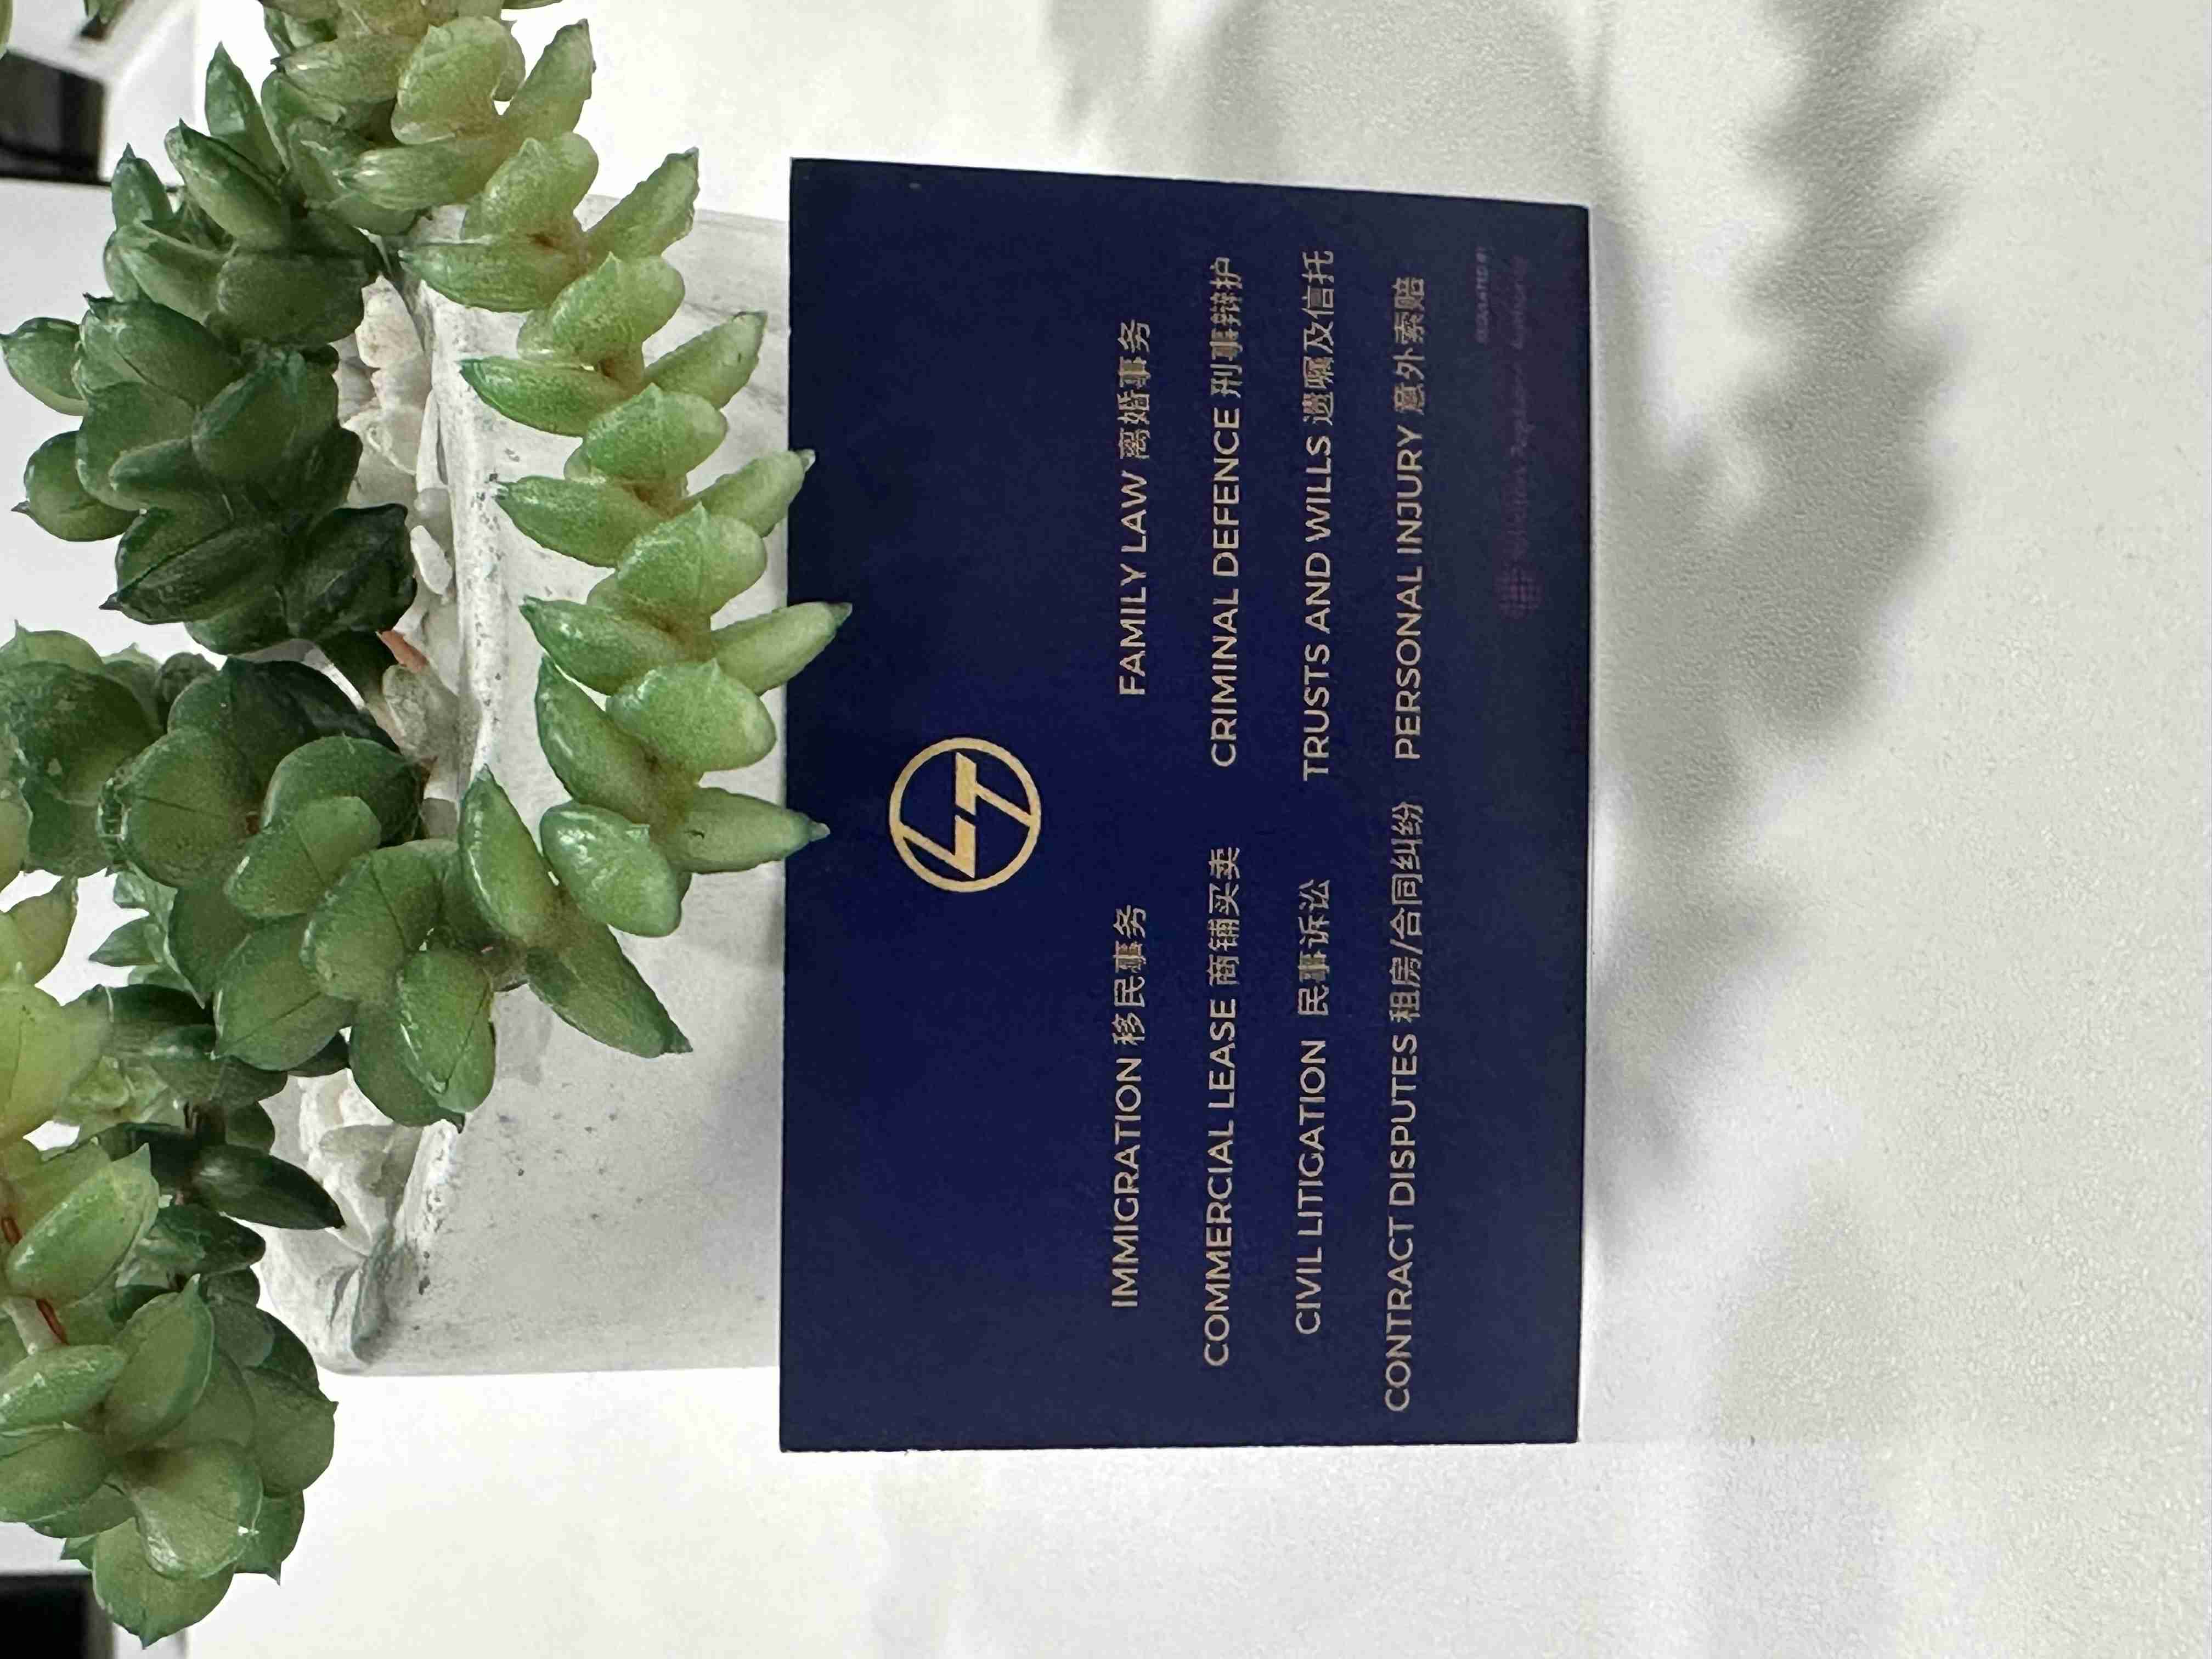 LT
IMMIGRATION 移民事务 FAMILY LAW 离婚事务
COMMERCIAL LEASE 商铺买卖 CRIMINAL DEFENCE 刑事辩护
CIVIL LITIGATION 民事诉讼 TRUSTS AND WILLS 遗嘱及信托
CONTRACT DISPUTES 租房/合同纠纷 PERSONAL INJURY 意外索赔